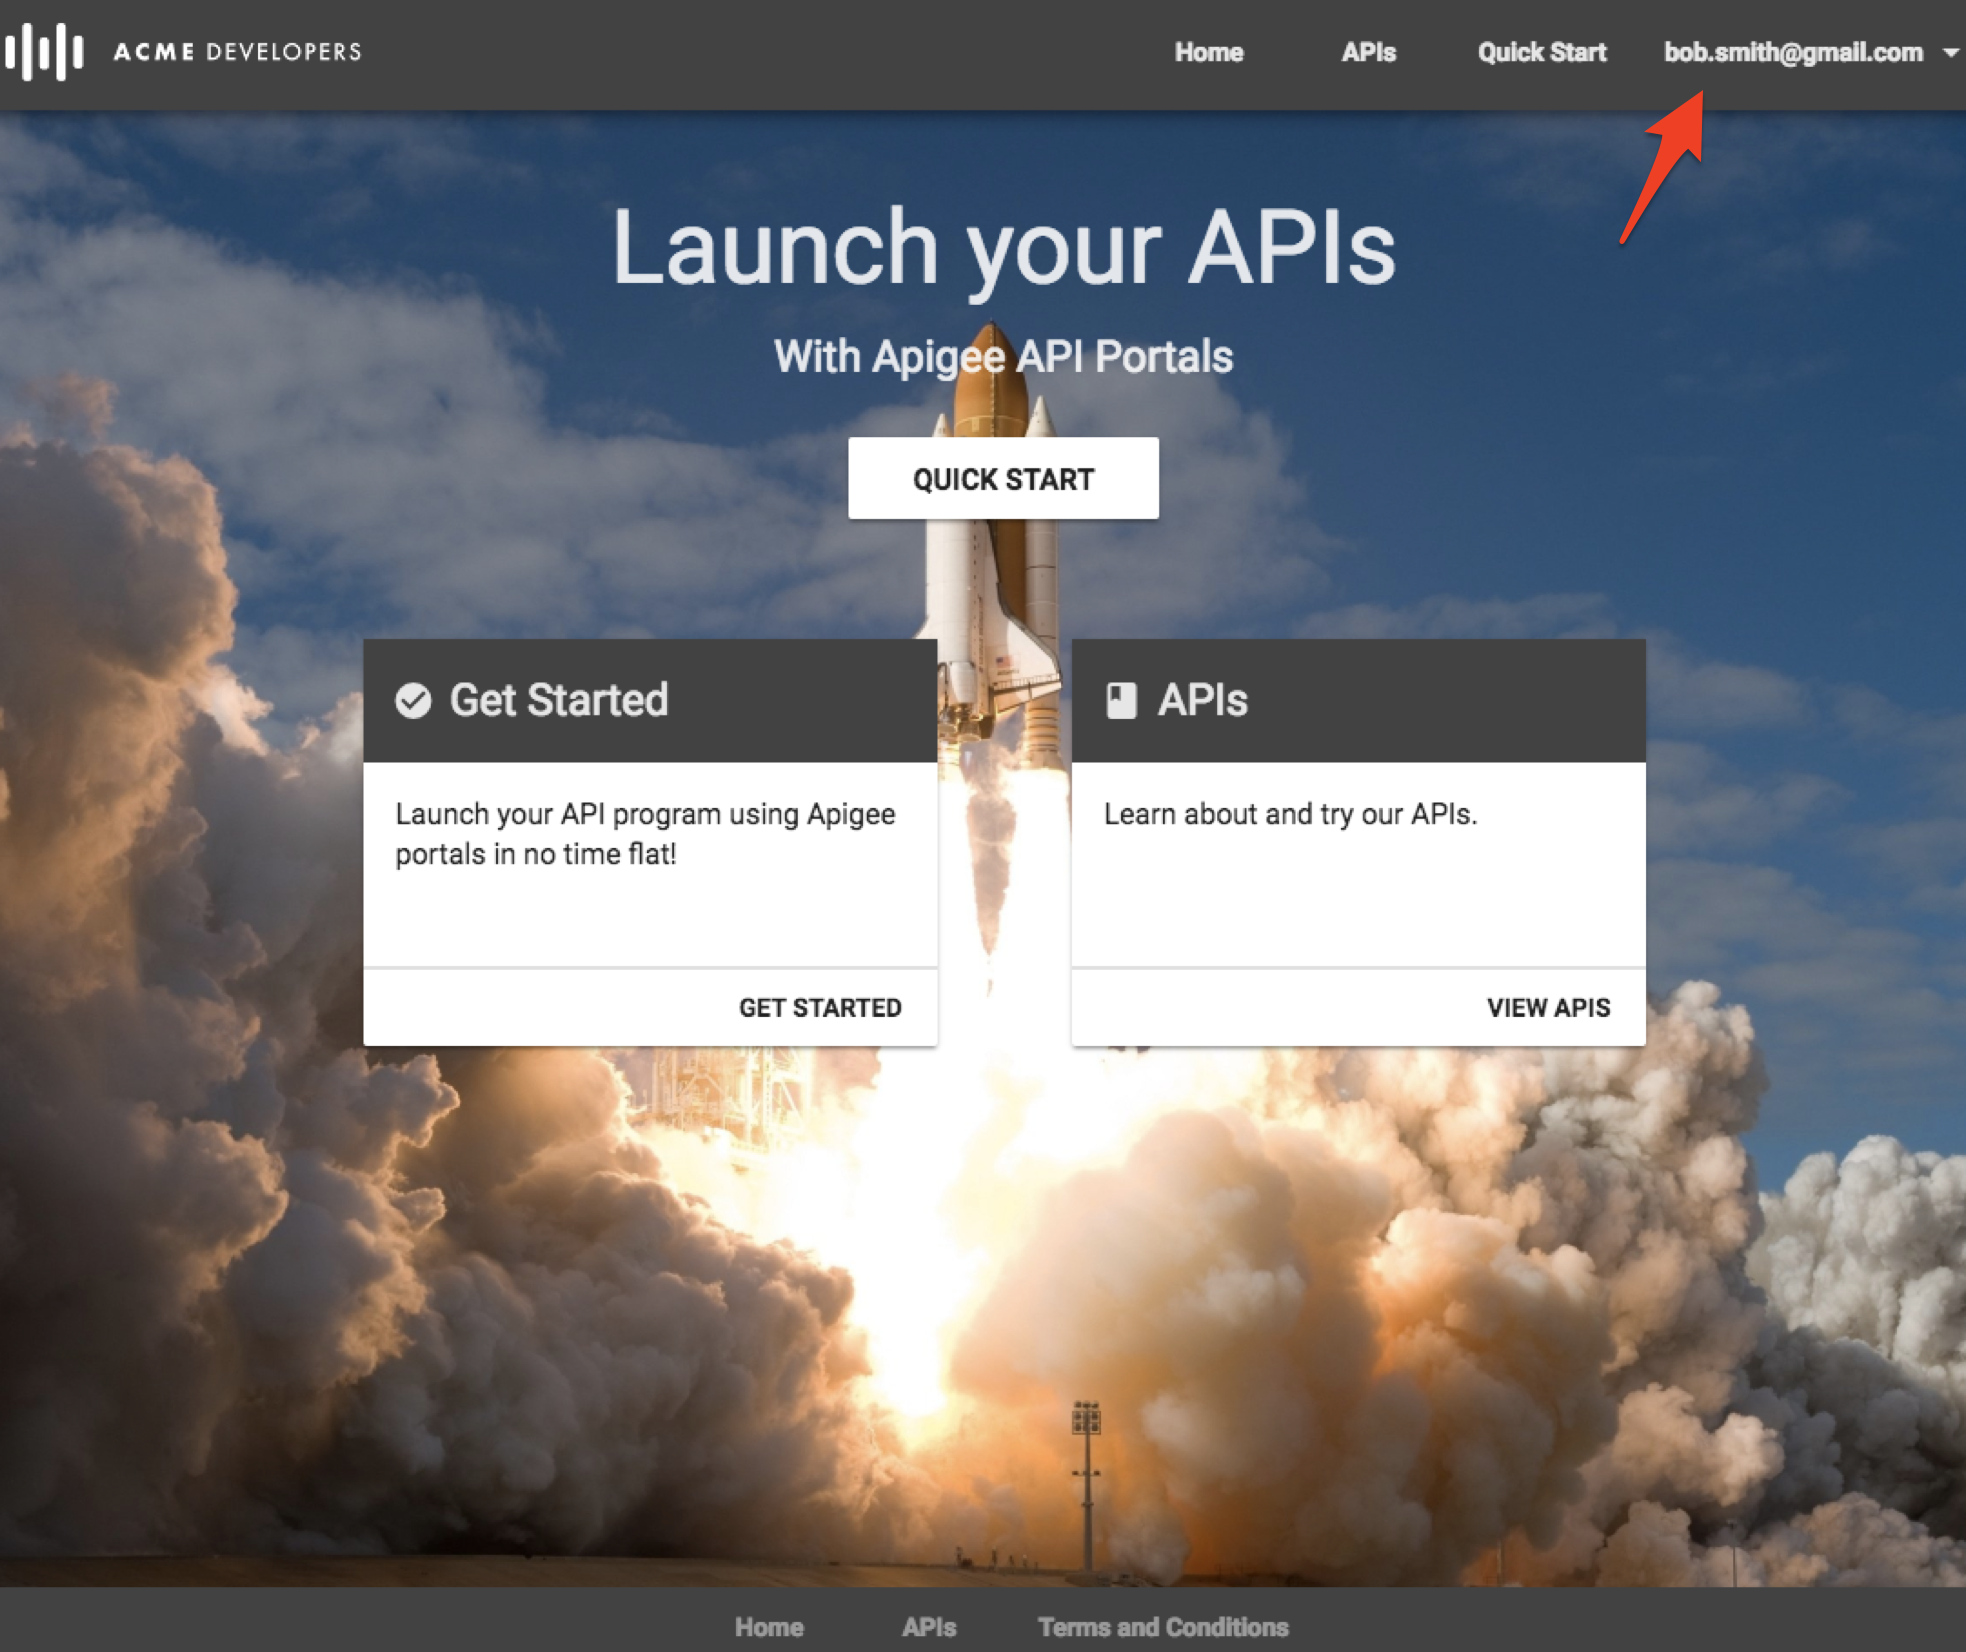 ACME DEVELOPERS
Home APIs Quick Start bob.smith@gmail.com
Launch your APIs
With Apigee API Portals
QUICK START
Get Started
Launch your API program using Apigee
portals in no time flat!
GET STARTED
APIs
Learn about and try our APIs.
VIEW APIS
Home APIs Terms and Conditions